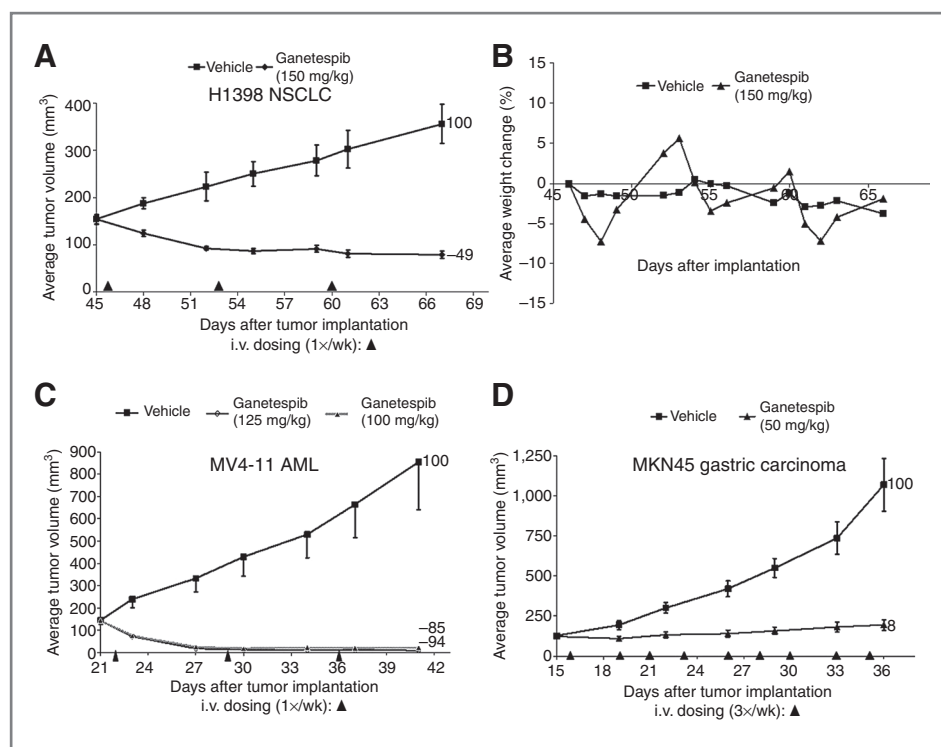 A
Vehicle
Ganetespib
(150 mg/kg)
H1398 NSCLC
Average tumor volume (mm3)
400
300
200
100
0
100
–49
45 48 51 54 57 60 63 66 69
Days after tumor implantation
i.v. dosing (1×/wk): ▲
B
Vehicle
Ganetespib
(150 mg/kg)
Average weight change (%)
15
10
5
0
–5
–10
–15
45 50 55 60 65
Days after implantation
C
Vehicle
Ganetespib
(125 mg/kg)
Ganetespib
(100 mg/kg)
MV4-11 AML
Average tumor volume (mm3)
900
800
700
600
500
400
300
200
100
0
100
–85
–94
21 24 27 30 33 36 39 42
Days after tumor implantation
i.v. dosing (1×/wk): ▲
D
Vehicle
Ganetespib
(50 mg/kg)
MKN45 gastric carcinoma
Average tumor volume (mm3)
1,250
1,000
750
500
250
0
100
8
15 18 21 24 27 30 33 36
Days after tumor implantation
i.v. dosing (3×/wk): ▲